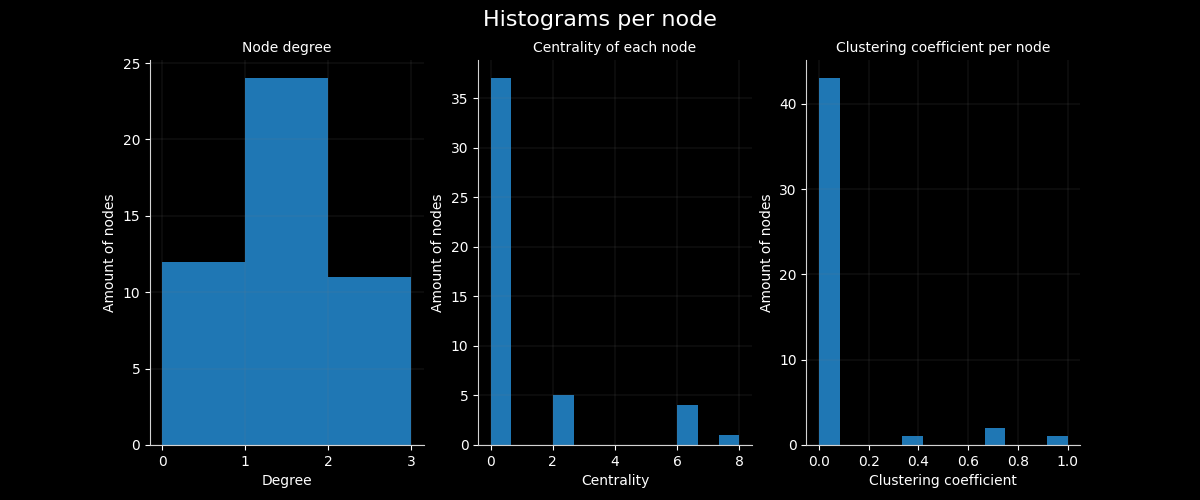 Histograms per node
Node degree
Amount of nodes
25
20
15
10
5
0
0 1 2 3
Degree
Centrality of each node
Amount of nodes
35
30
25
20
15
10
5
0
0 2 4 6 8
Centrality
Clustering coefficient per node
Amount of nodes
40
30
20
10
0
0.0 0.2 0.4 0.6 0.8 1.0
Clustering coefficient